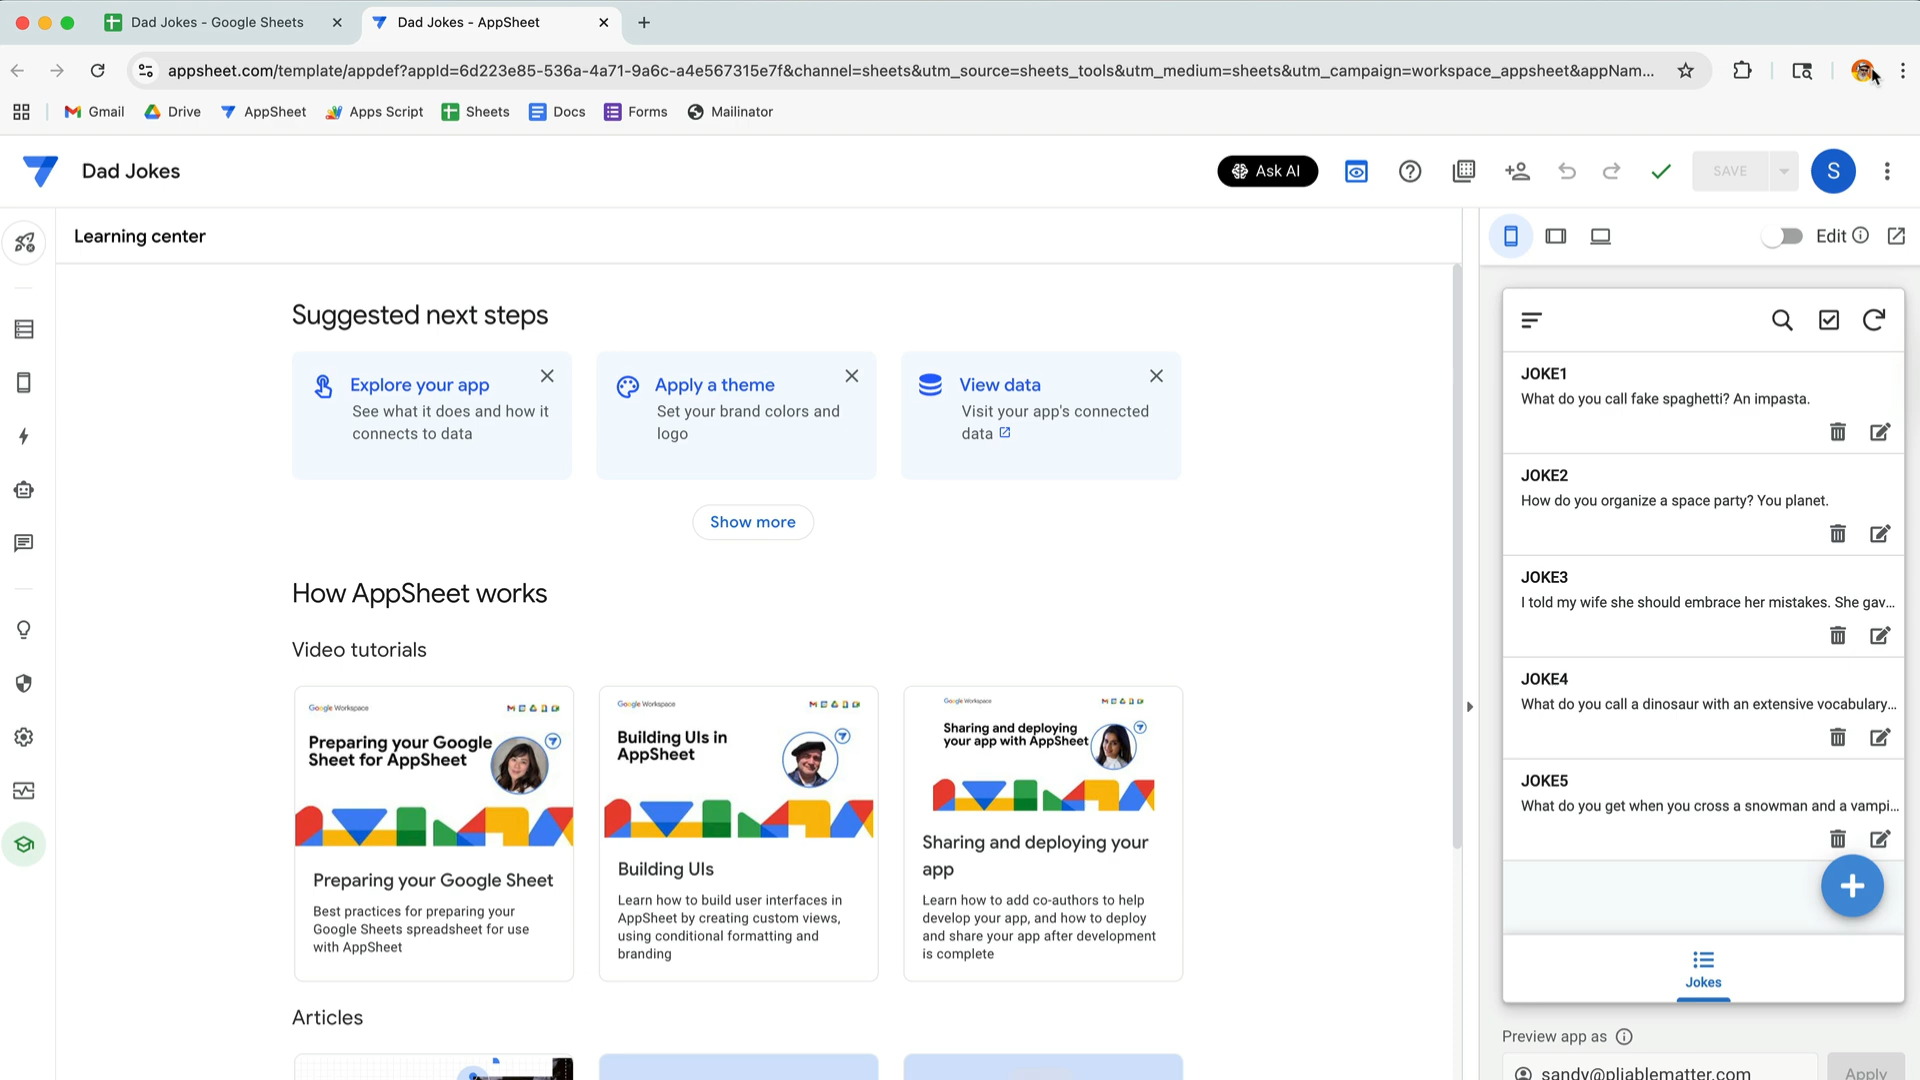 Dad Jokes - Google Sheets
Dad Jokes - AppSheet
appsheet.com/template/appdef?appId=6d223e85-536a-4a71-9a6c-a4e567315e7f&channel=sheets&utm_source=sheets_tools&utm_medium=sheets&utm_campaign=workspace_appsheet&appNam...
Gmail
Drive
AppSheet
Apps Script
Sheets
Docs
Forms
Mailinator
Dad Jokes
Ask AI
SAVE
S
Learning center
Edit
Suggested next steps
Explore your app
See what it does and how it
connects to data
Apply a theme
Set your brand colors and
logo
View data
Visit your app's connected
data
Show more
How AppSheet works
Video tutorials
Google Workspace
Preparing your Google
Sheet for AppSheet
Preparing your Google Sheet
Best practices for preparing your
Google Sheets spreadsheet for use
with AppSheet
Google Workspace
Building UIs in
AppSheet
Building UIs
Learn how to build user interfaces in
AppSheet by creating custom views,
using conditional formatting and
branding
Google Workspace
Sharing and deploying
your app with AppSheet
Sharing and deploying your
app
Learn how to add co-authors to help
develop your app, and how to deploy
and share your app after development
is complete
Articles
JOKE1
What do you call fake spaghetti? An impasta.
JOKE2
How do you organize a space party? You planet.
JOKE3
I told my wife she should embrace her mistakes. She gav...
JOKE4
What do you call a dinosaur with an extensive vocabulary...
JOKE5
What do you get when you cross a snowman and a vampi...
Jokes
Preview app as
sandy@pliablematter.com
Apply